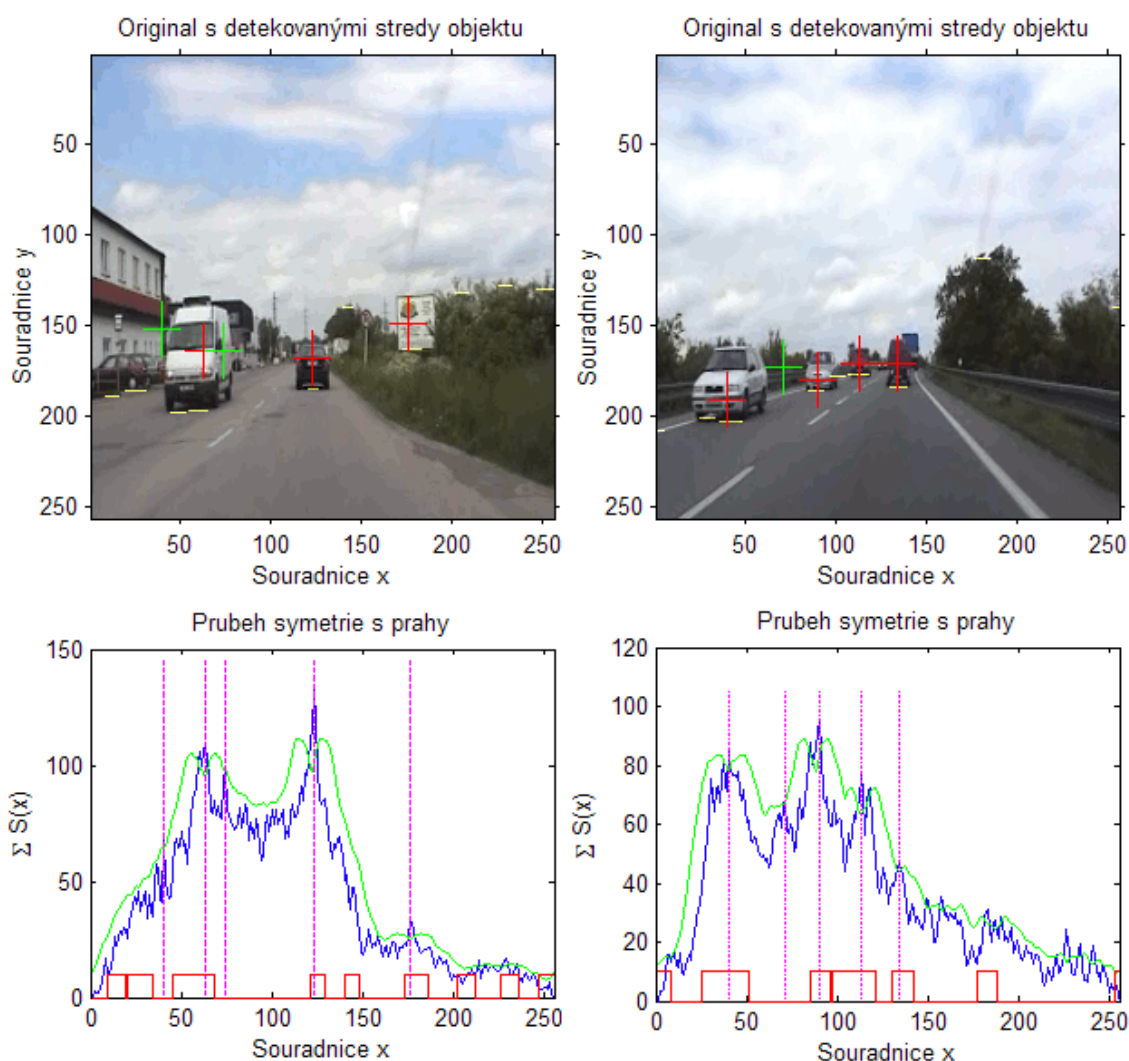 Original s detekovanými stredy objektu
50
100
150
200
250
Souradnice y
50 100 150 200 250
Souradnice x
Original s detekovanými stredy objektu
50
100
150
200
250
Souradnice y
50 100 150 200 250
Souradnice x
Prubeh symetrie s prahy
150
100
50
0
Σ S(x)
0 50 100 150 200 250
Souradnice x
Prubeh symetrie s prahy
120
100
80
60
40
20
0
Σ S(x)
0 50 100 150 200 250
Souradnice x